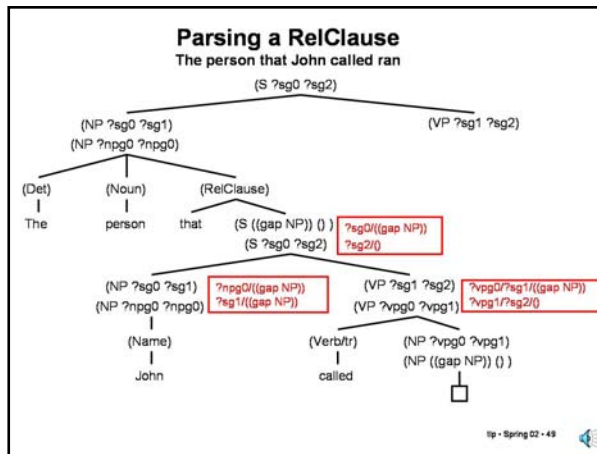 Parsing a RelClause
The person that John called ran
(S ?sg0 ?sg2)
(NP ?sg0 ?sg1) (VP ?sg1 ?sg2)
(NP ?npg0 ?npg0)
(Det) (Noun) (RelClause)
The person that (S ((gap NP)) () ) ?sg0/((gap NP))
(S ?sg0 ?sg2) ?sg2/()
(NP ?sg0 ?sg1) ?npg0/((gap NP)) (VP ?sg1 ?sg2) ?vpg0/?sg1/((gap NP))
(NP ?npg0 ?npg0) ?sg1/((gap NP)) (VP ?vpg0 ?vpg1) ?vpg1/?sg2/()
(Name) (Verb/tr) (NP ?vpg0 ?vpg1)
John called (NP ((gap NP)) () )
tlp • Spring 02 • 49